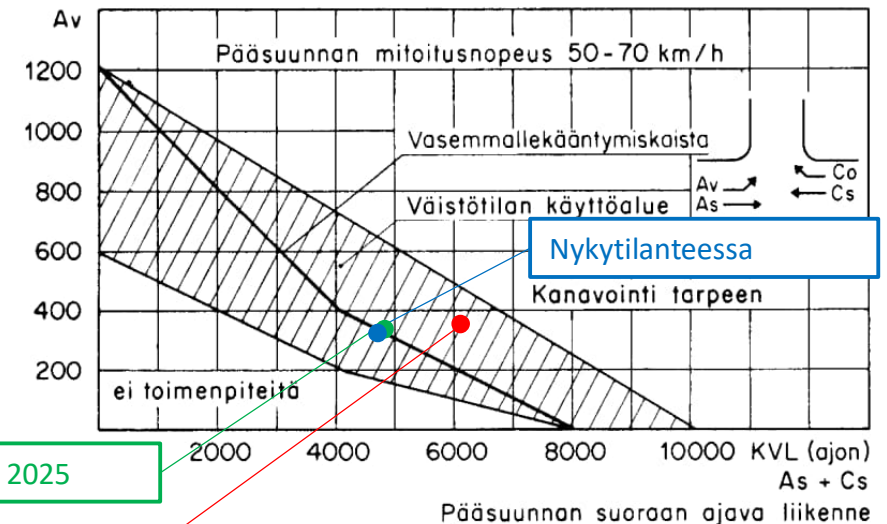 Av
Pääsuunnan mitoitusnopeus 50-70 km/h
1200
1000
Vasemmallekääntymiskaista
800
Av
Co
As
Cs
Väistötilan käyttöalue
600
Nykytilanteessa
Kanavointi tarpeen
400
200
ei toimenpiteitä
2000 4000 6000 8000 10000 KVL (ajon)
2025
As + Cs
Pääsuunnan suoraan ajava liikenne